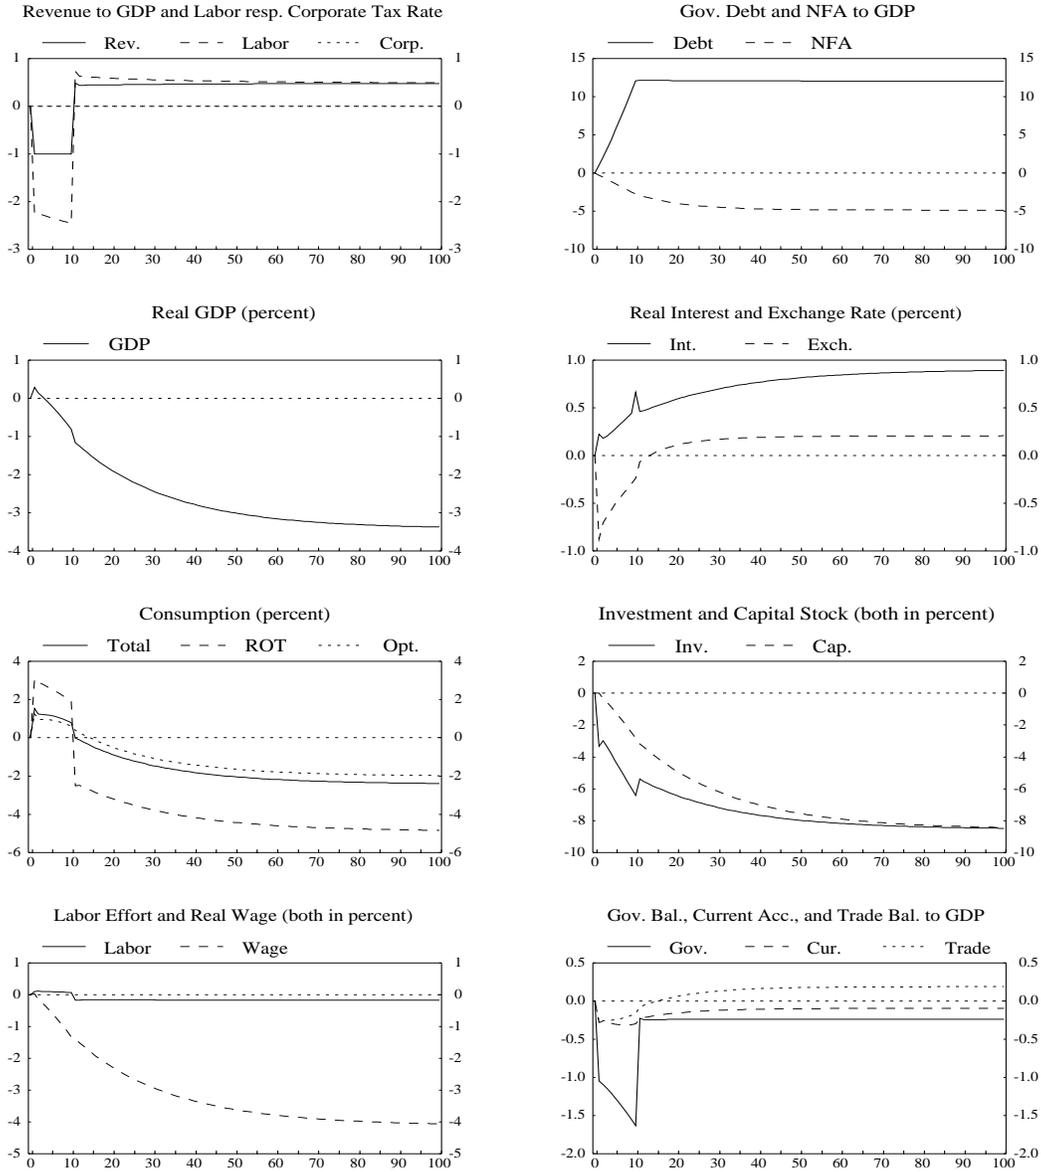 Revenue to GDP and Labor resp. Corporate Tax Rate
Rev. Labor Corp.
1 1
0 0
-1 -1
-2 -2
-3 -3
0 10 20 30 40 50 60 70 80 90 100
Gov. Debt and NFA to GDP
Debt NFA
15 15
10 10
5 5
0 0
-5 -5
-10 -10
0 10 20 30 40 50 60 70 80 90 100
Real GDP (percent)
GDP
1 1
0 0
-1 -1
-2 -2
-3 -3
-4 -4
0 10 20 30 40 50 60 70 80 90 100
Real Interest and Exchange Rate (percent)
Int. Exch.
1.0 1.0
0.5 0.5
0.0 0.0
-0.5 -0.5
-1.0 -1.0
0 10 20 30 40 50 60 70 80 90 100
Consumption (percent)
Total ROT Opt.
4 4
2 2
0 0
-2 -2
-4 -4
-6 -6
0 10 20 30 40 50 60 70 80 90 100
Investment and Capital Stock (both in percent)
Inv. Cap.
2 2
0 0
-2 -2
-4 -4
-6 -6
-8 -8
-10 -10
0 10 20 30 40 50 60 70 80 90 100
Labor Effort and Real Wage (both in percent)
Labor Wage
1 1
0 0
-1 -1
-2 -2
-3 -3
-4 -4
-5 -5
0 10 20 30 40 50 60 70 80 90 100
Gov. Bal., Current Acc., and Trade Bal. to GDP
Gov. Cur. Trade
0.5 0.5
0.0 0.0
-0.5 -0.5
-1.0 -1.0
-1.5 -1.5
-2.0 -2.0
0 10 20 30 40 50 60 70 80 90 100